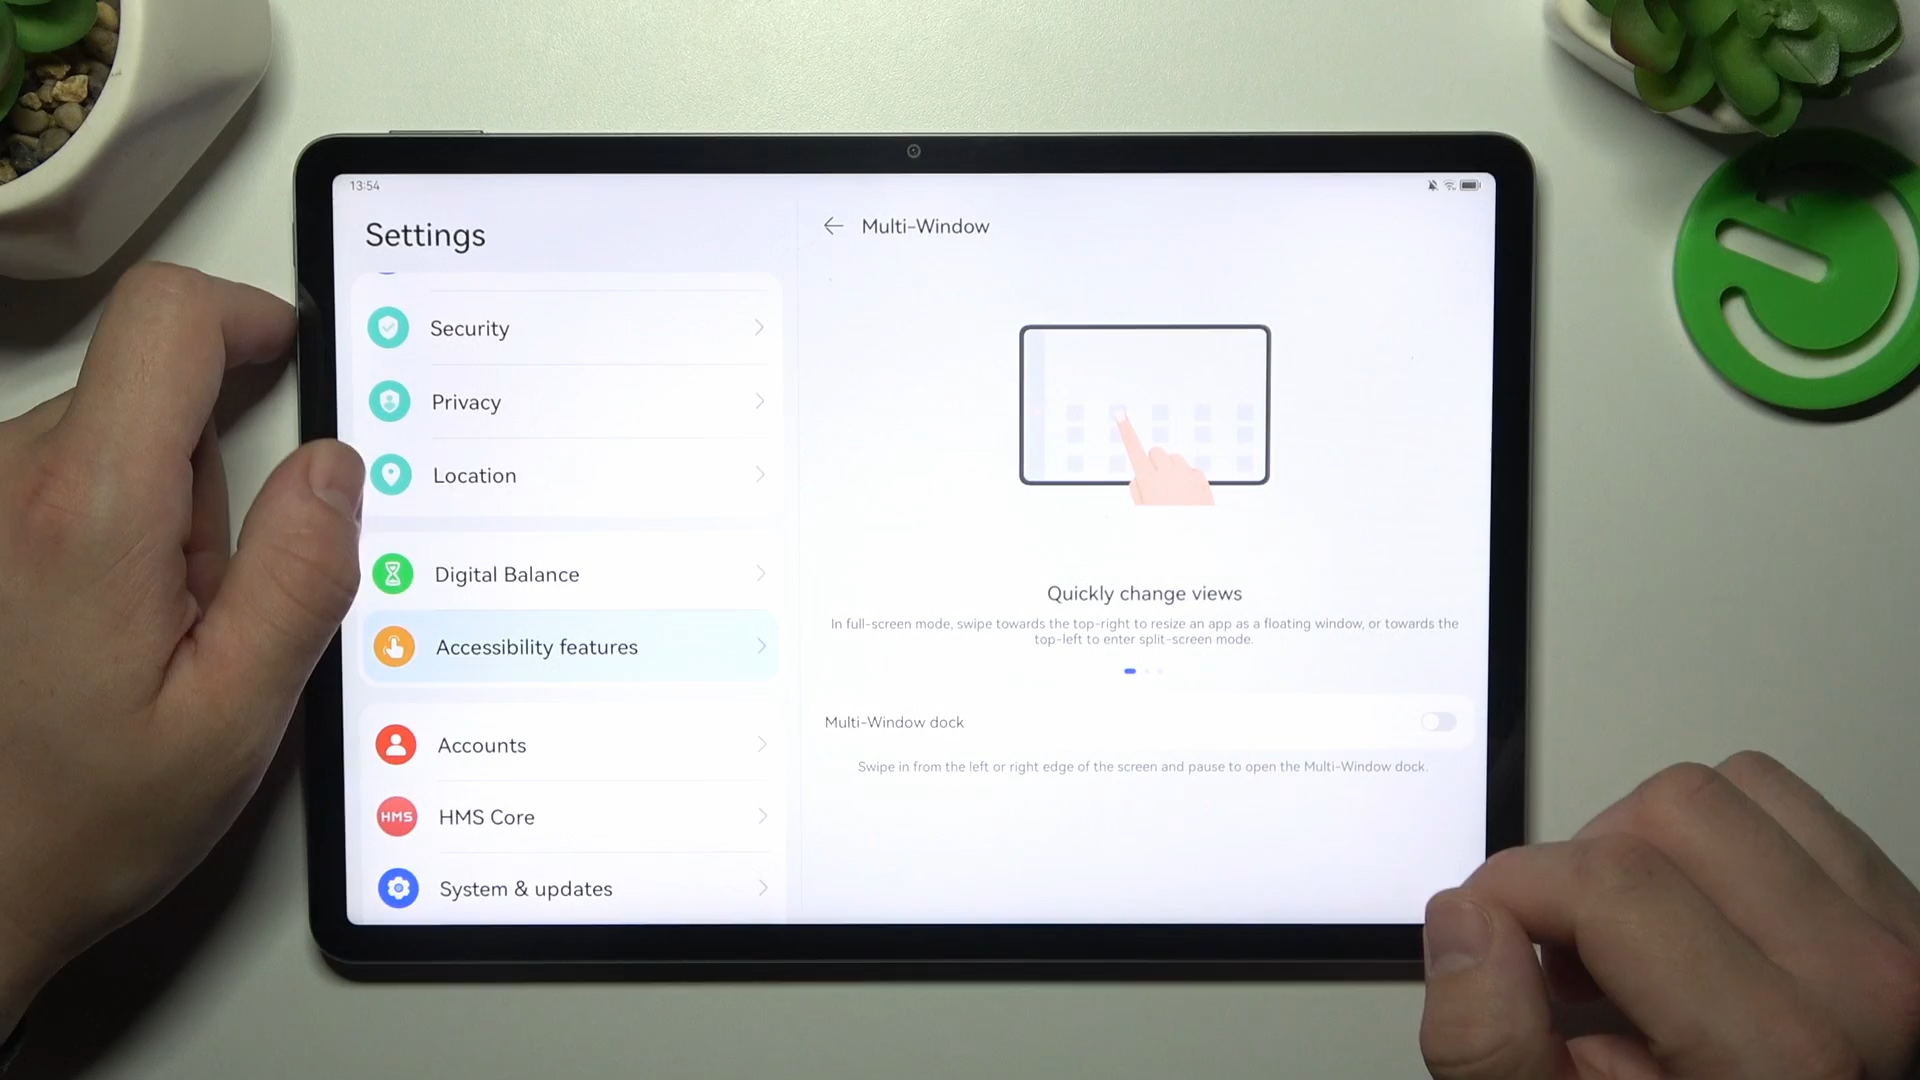 13:54
Settings
Security
Privacy
Location
Digital Balance
Accessibility features
Accounts
HMS
HMS Core
System & updates
Multi-Window
Quickly change views
In full-screen mode, swipe towards the top-right to resize an app as a floating window, or towards the
top-left to enter split-screen mode.
Multi-Window dock
Swipe in from the left or right edge of the screen and pause to open the Multi-Window dock.